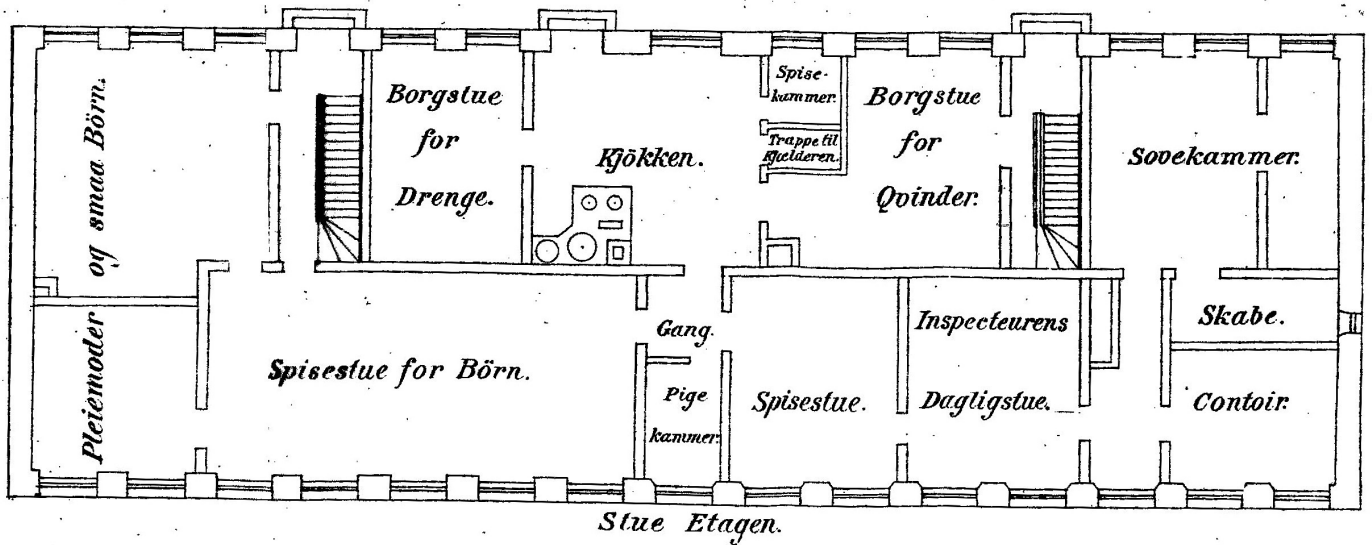 Pleiemoder og smaa Börn.
Borgstue
for
Drenge.
Kjökken.
Spise-
kammer.
Trappe til
Kjælderen.
Borgstue
for
Qvinder.
Sovekammer.
Spisestue for Börn.
Gang.
Pige
kammer.
Spisestue.
Inspecteurens
Dagligstue.
Skabe.
Contoir.
Stue Etagen.